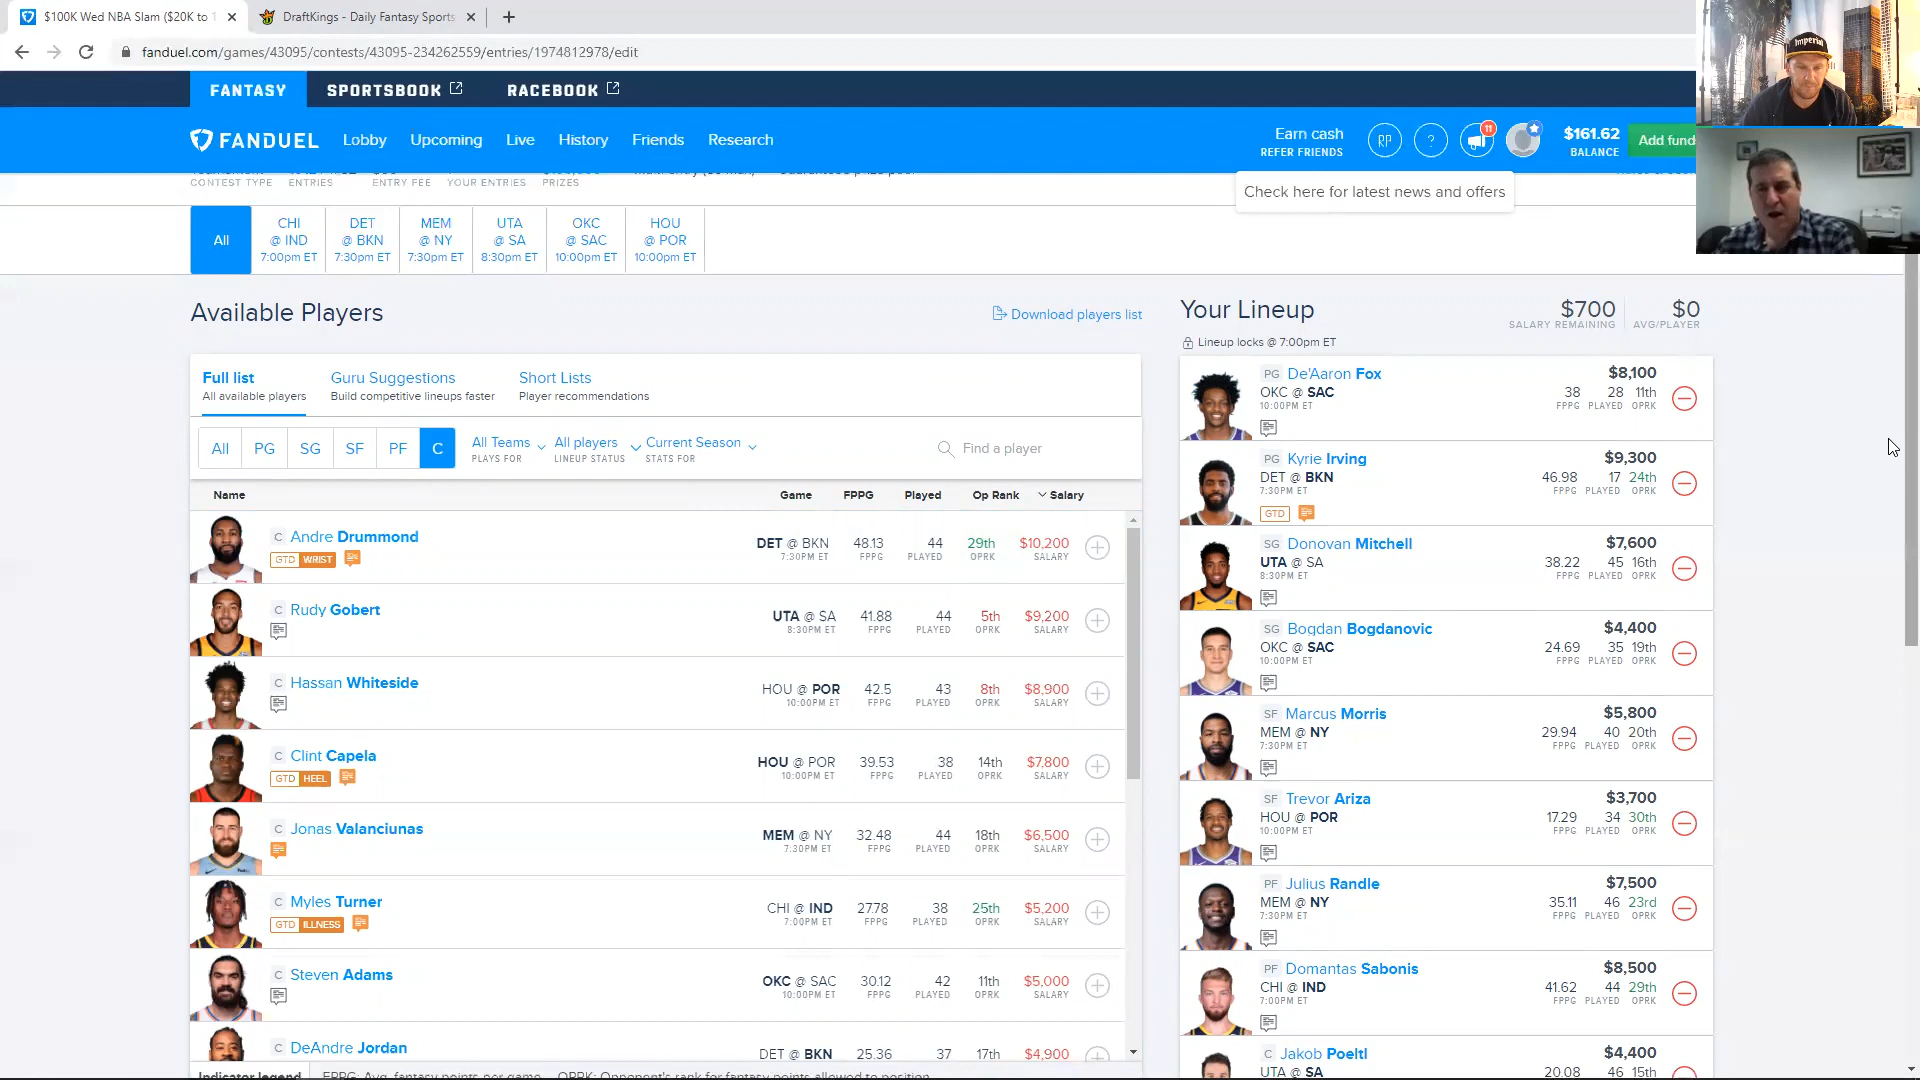 $100K Wed NBA Slam ($20K to 1
DraftKings - Daily Fantasy Sports
fanduel.com/games/43095/contests/43095-234262559/entries/1974812978/edit
FANTASY SPORTSBOOK RACEBOOK
FANDUEL Lobby Upcoming Live History Friends Research
Earn cash
REFER FRIENDS
RP ? 11
$161.62
BALANCE
Add fund
CONTEST TYPE ENTRIES ENTRY FEE YOUR ENTRIES PRIZES
Check here for latest news and offers
All
CHI
@ IND
7:00pm ET
DET
@ BKN
7:30pm ET
MEM
@ NY
7:30pm ET
UTA
@ SA
8:30pm ET
OKC
@ SAC
10:00pm ET
HOU
@ POR
10:00pm ET
Available Players
Download players list
Full list
All available players
Guru Suggestions
Build competitive lineups faster
Short Lists
Player recommendations
All PG SG SF PF C
All Teams
PLAYS FOR
All players
LINEUP STATUS
Current Season
STATS FOR
Find a player
Name Game FPPG Played Op Rank Salary
C Andre Drummond
GTD WRIST
DET @ BKN 48.13 44 29th $10,200
7:30PM ET FPPG PLAYED OPRK SALARY
C Rudy Gobert
UTA @ SA 41.88 44 5th $9,200
8:30PM ET FPPG PLAYED OPRK SALARY
C Hassan Whiteside
HOU @ POR 42.5 43 8th $8,900
10:00PM ET FPPG PLAYED OPRK SALARY
C Clint Capela
GTD HEEL
HOU @ POR 39.53 38 14th $7,800
10:00PM ET FPPG PLAYED OPRK SALARY
C Jonas Valanciunas
MEM @ NY 32.48 44 18th $6,500
7:30PM ET FPPG PLAYED OPRK SALARY
C Myles Turner
GTD ILLNESS
CHI @ IND 27.78 38 25th $5,200
7:00PM ET FPPG PLAYED OPRK SALARY
C Steven Adams
OKC @ SAC 30.12 42 11th $5,000
10:00PM ET FPPG PLAYED OPRK SALARY
C DeAndre Jordan
DET @ BKN 25.36 37 17th $4,900
Indicator legend FPPG: Avg. fantasy points per game OPRK: Opponent's rank for fantasy points allowed to position
Your Lineup
$700
SALARY REMAINING
$0
AVG/PLAYER
Lineup locks @ 7:00pm ET
PG De'Aaron Fox $8,100
OKC @ SAC 38 28 11th
10:00PM ET FPPG PLAYED OPRK
PG Kyrie Irving $9,300
DET @ BKN 46.98 17 24th
7:30PM ET FPPG PLAYED OPRK
GTD
SG Donovan Mitchell $7,600
UTA @ SA 38.22 45 16th
8:30PM ET FPPG PLAYED OPRK
SG Bogdan Bogdanovic $4,400
OKC @ SAC 24.69 35 19th
10:00PM ET FPPG PLAYED OPRK
SF Marcus Morris $5,800
MEM @ NY 29.94 40 20th
7:30PM ET FPPG PLAYED OPRK
SF Trevor Ariza $3,700
HOU @ POR 17.29 34 30th
10:00PM ET FPPG PLAYED OPRK
PF Julius Randle $7,500
MEM @ NY 35.11 46 23rd
7:30PM ET FPPG PLAYED OPRK
PF Domantas Sabonis $8,500
CHI @ IND 41.62 44 29th
7:00PM ET FPPG PLAYED OPRK
C Jakob Poeltl $4,400
UTA @ SA 20.08 46 15th
Imperial